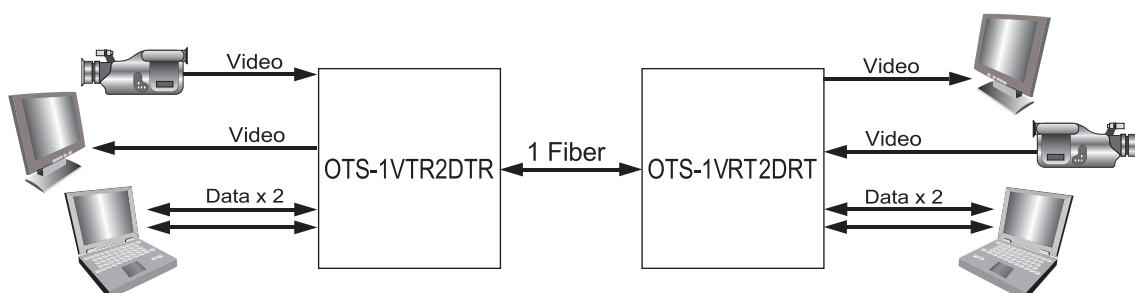 Video
Video
Data x 2
OTS-1VTR2DTR
1 Fiber
OTS-1VRT2DRT
Video
Video
Data x 2